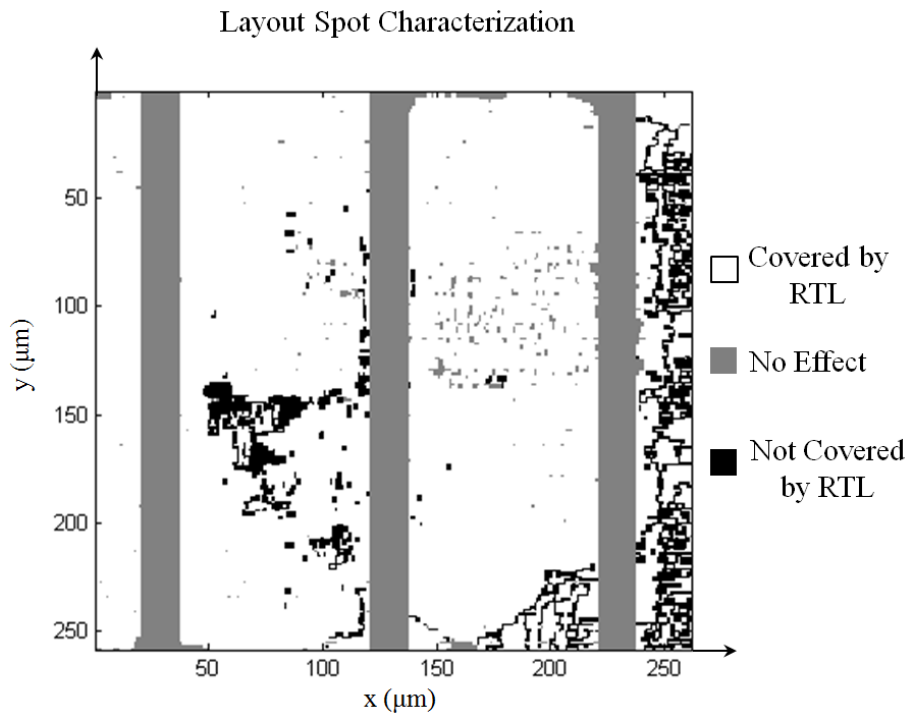 Layout Spot Characterization
50
100
150
200
250
y (μm)
50
100
150
200
250
x (μm)
Covered by
RTL
No Effect
Not Covered
by RTL